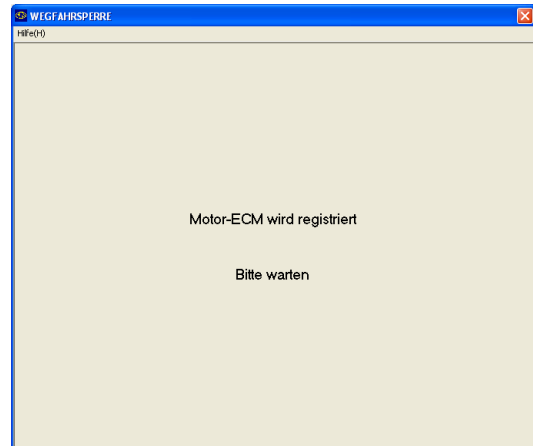 WEGFAHRSPERRE
Hilfe(H)
Motor-ECM wird registriert
Bitte warten